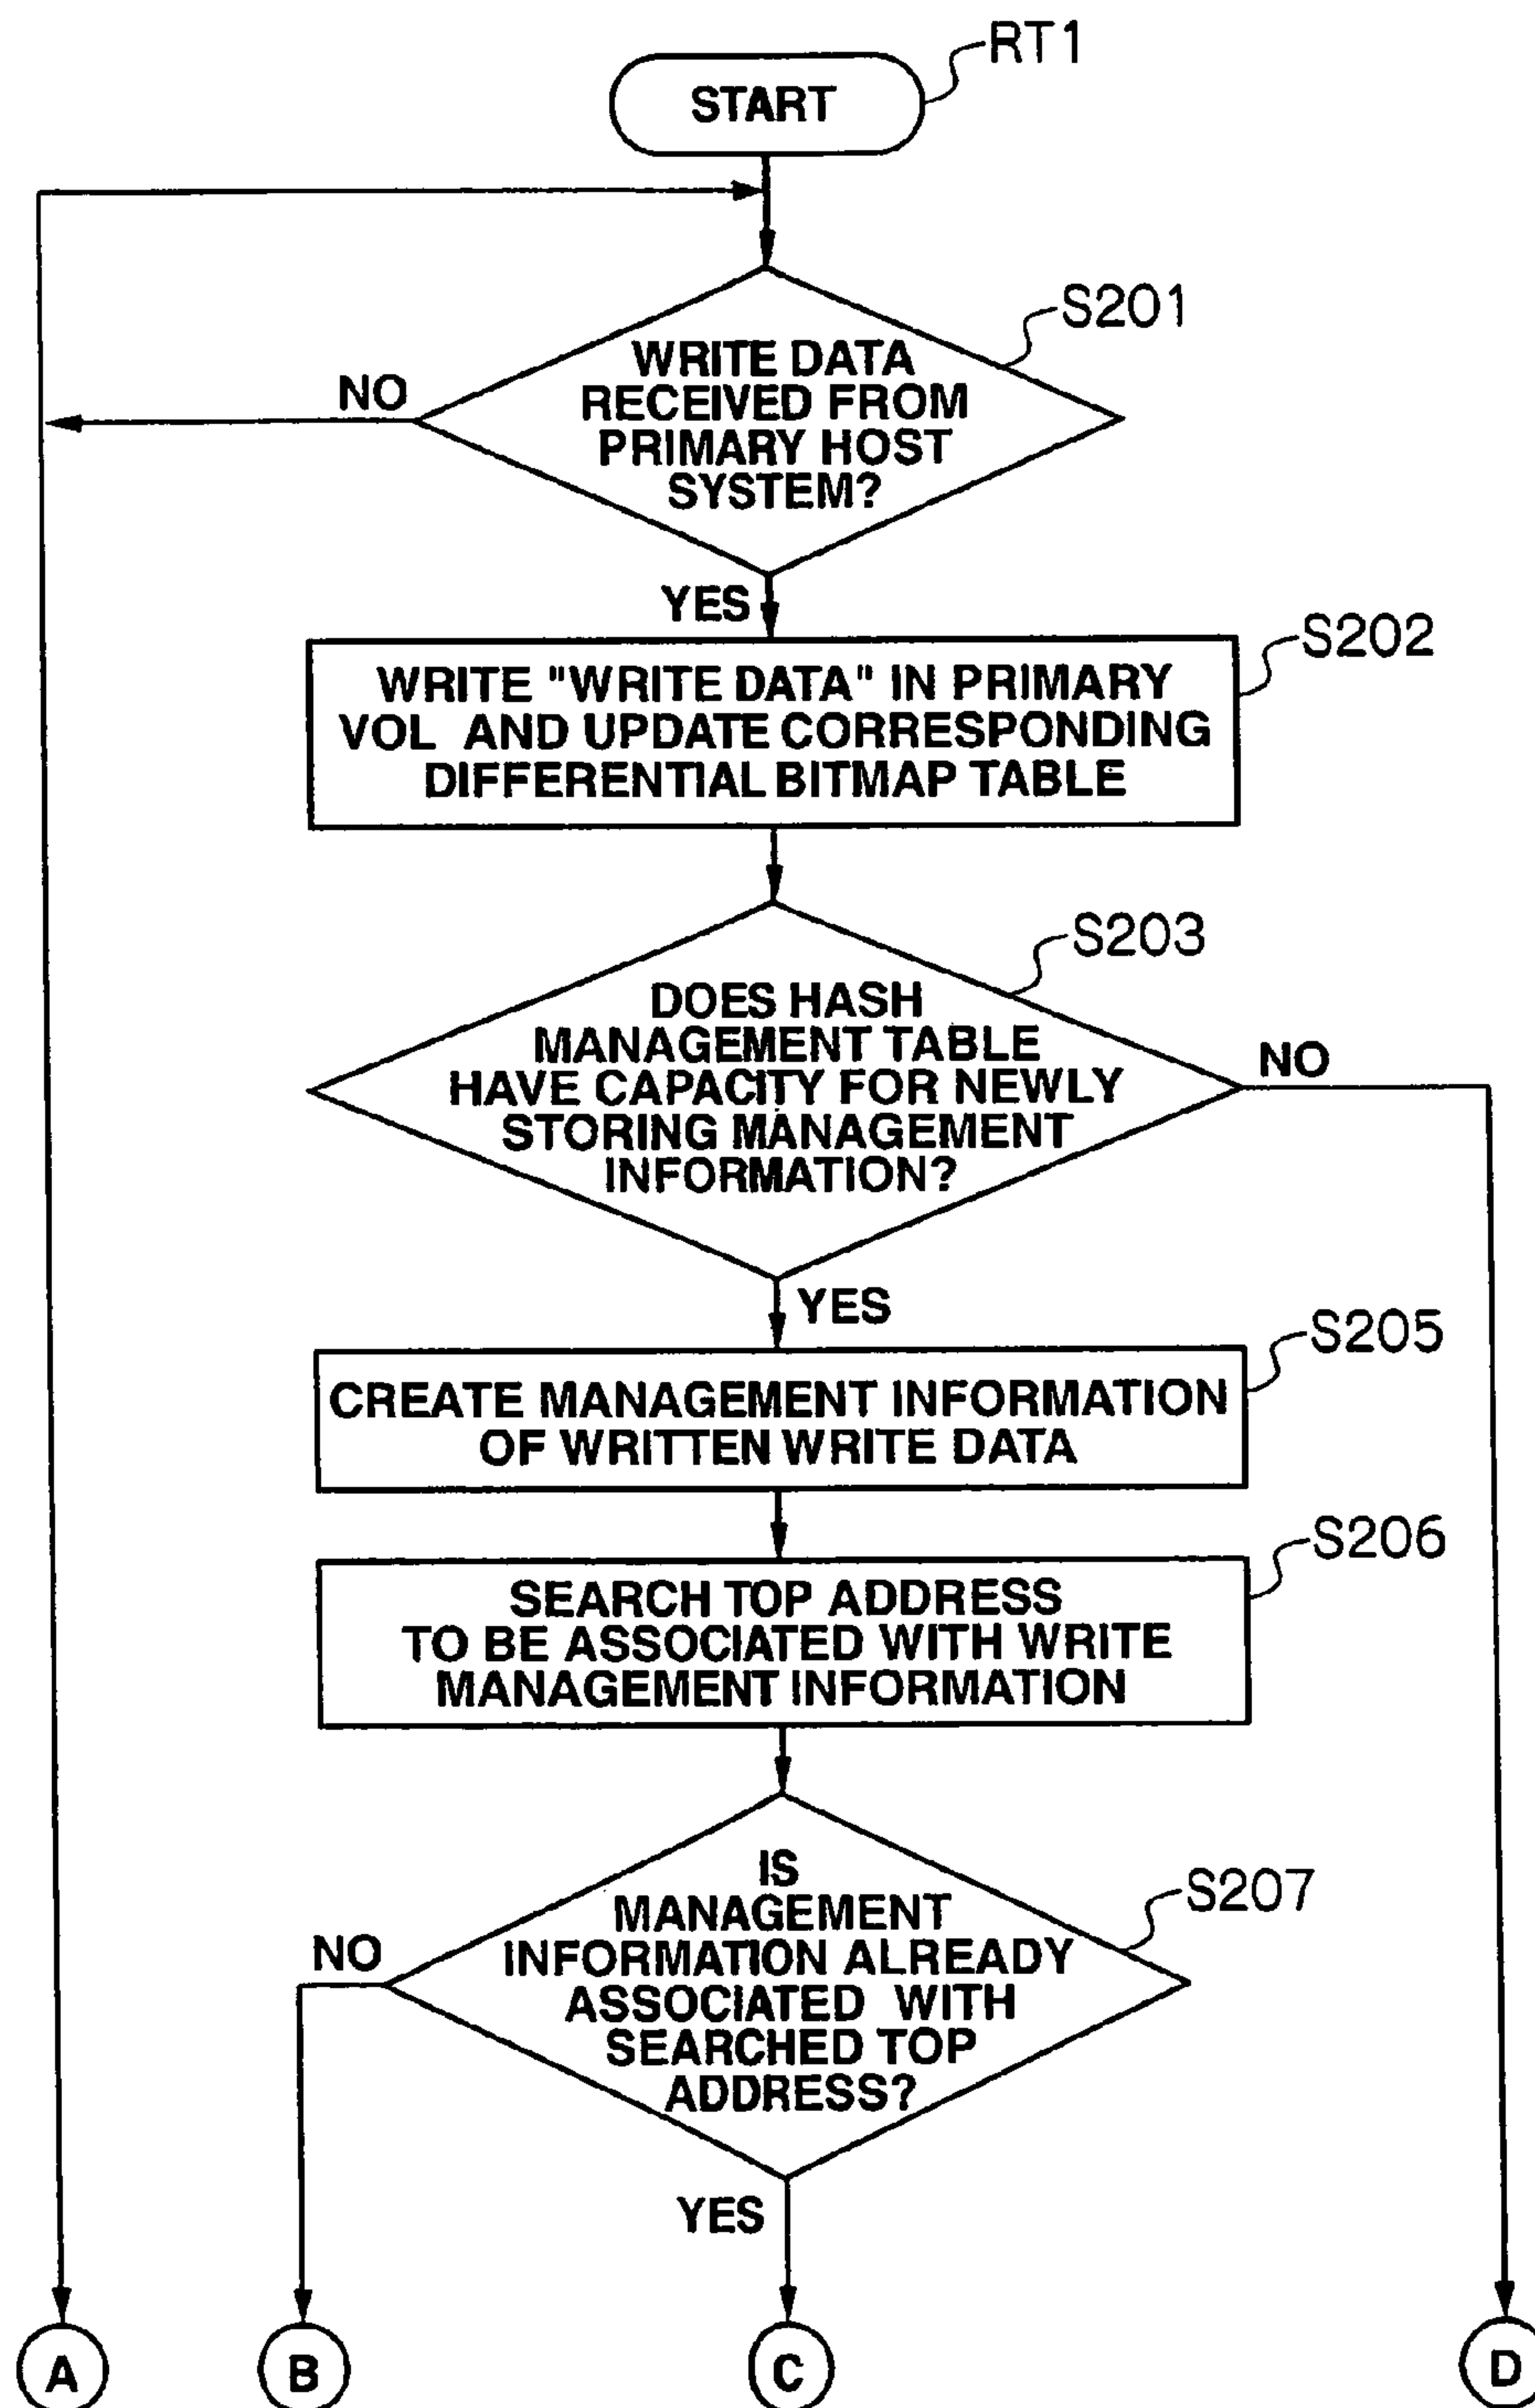 RT1
START
S201
WRITE DATA
RECEIVED FROM
PRIMARY HOST
SYSTEM?
NO
YES
S202
WRITE "WRITE DATA" IN PRIMARY
VOL AND UPDATE CORRESPONDING
DIFFERENTIAL BITMAP TABLE
S203
DOES HASH
MANAGEMENT TABLE
HAVE CAPACITY FOR NEWLY
STORING MANAGEMENT
INFORMATION?
NO
YES
S205
CREATE MANAGEMENT INFORMATION
OF WRITTEN WRITE DATA
S206
SEARCH TOP ADDRESS
TO BE ASSOCIATED WITH WRITE
MANAGEMENT INFORMATION
S207
IS
MANAGEMENT
INFORMATION ALREADY
ASSOCIATED WITH
SEARCHED TOP
ADDRESS?
NO
YES
A
B
C
D